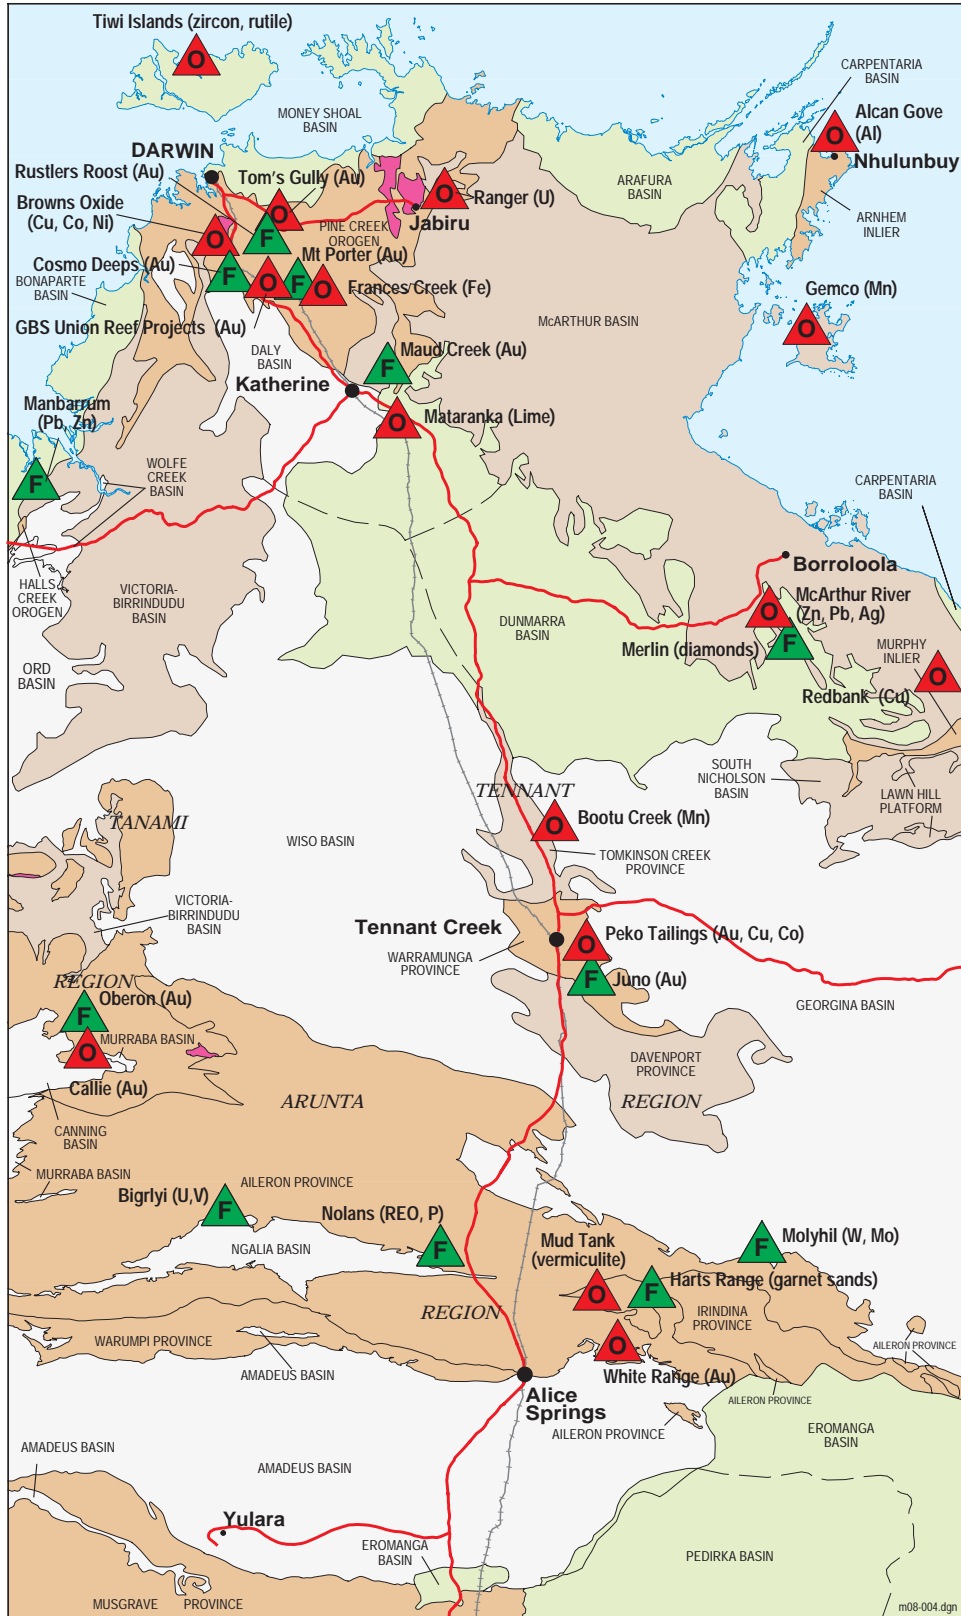 Tiwi Islands (zircon, rutile)
O
CARPENTARIA
BASIN
MONEY SHOAL
BASIN
Alcan Gove
(Al)
O
Nhulunbuy
DARWIN
Rustlers Roost (Au)
Tom's Gully (Au)
ARAFURA
BASIN
O
Ranger (U)
Browns Oxide
(Cu, Co, Ni)
O
Jabiru
ARNHEM
INLIER
PINE CREEK
OROGEN
O
F
Mt Porter (Au)
Cosmo Deeps (Au)
F
BONAPARTE
BASIN
O
F
O
Frances Creek (Fe)
Gemco (Mn)
O
GBS Union Reef Projects (Au)
McARTHUR BASIN
DALY
BASIN
Maud Creek (Au)
F
Katherine
Manbarrum
(Pb, Zn)
O
Mataranka (Lime)
F
WOLFE
CREEK
BASIN
CARPENTARIA
BASIN
HALLS
CREEK
OROGEN
VICTORIA-
BIRRINDUDU
BASIN
Borroloola
McArthur River
(Zn, Pb, Ag)
O
DUNMARRA
BASIN
F
Merlin (diamonds)
MURPHY
INLIER
ORD
BASIN
O
Redbank (Cu)
SOUTH
NICHOLSON
BASIN
LAWN HILL
PLATFORM
TENNANT
TANAMI
O
Bootu Creek (Mn)
WISO BASIN
TOMKINSON CREEK
PROVINCE
VICTORIA-
BIRRINDUDU
BASIN
Tennant Creek
O
Peko Tailings (Au, Cu, Co)
WARRAMUNGA
PROVINCE
F
Juno (Au)
REGION
Oberon (Au)
F
GEORGINA BASIN
MURRABA BASIN
O
Callie (Au)
DAVENPORT
PROVINCE
REGION
ARUNTA
CANNING
BASIN
MURRABA BASIN
AILERON PROVINCE
Bigrlyi (U,V)
F
Nolans (REO, P)
F
NGALIA BASIN
Mud Tank
(vermiculite)
O
Molyhil (W, Mo)
F
Harts Range (garnet sands)
F
REGION
IRINDINA
PROVINCE
WARUMPI PROVINCE
AILERON PROVINCE
AMADEUS BASIN
O
White Range (Au)
Alice
Springs
AILERON PROVINCE
AILERON PROVINCE
EROMANGA
BASIN
AMADEUS BASIN
AMADEUS BASIN
Yulara
EROMANGA
BASIN
PEDIRKA BASIN
MUSGRAVE PROVINCE
m08-004.dgn